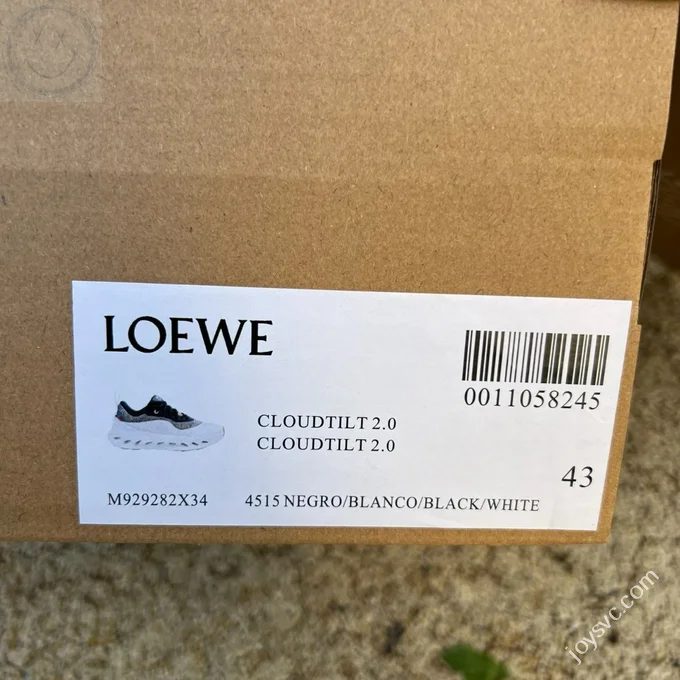 LOEWE
0011058245
CLOUDTILT 2.0
CLOUDTILT 2.0
43
M929282X34 4515 NEGRO/BLANCO/BLACK/WHITE
joysvc.com